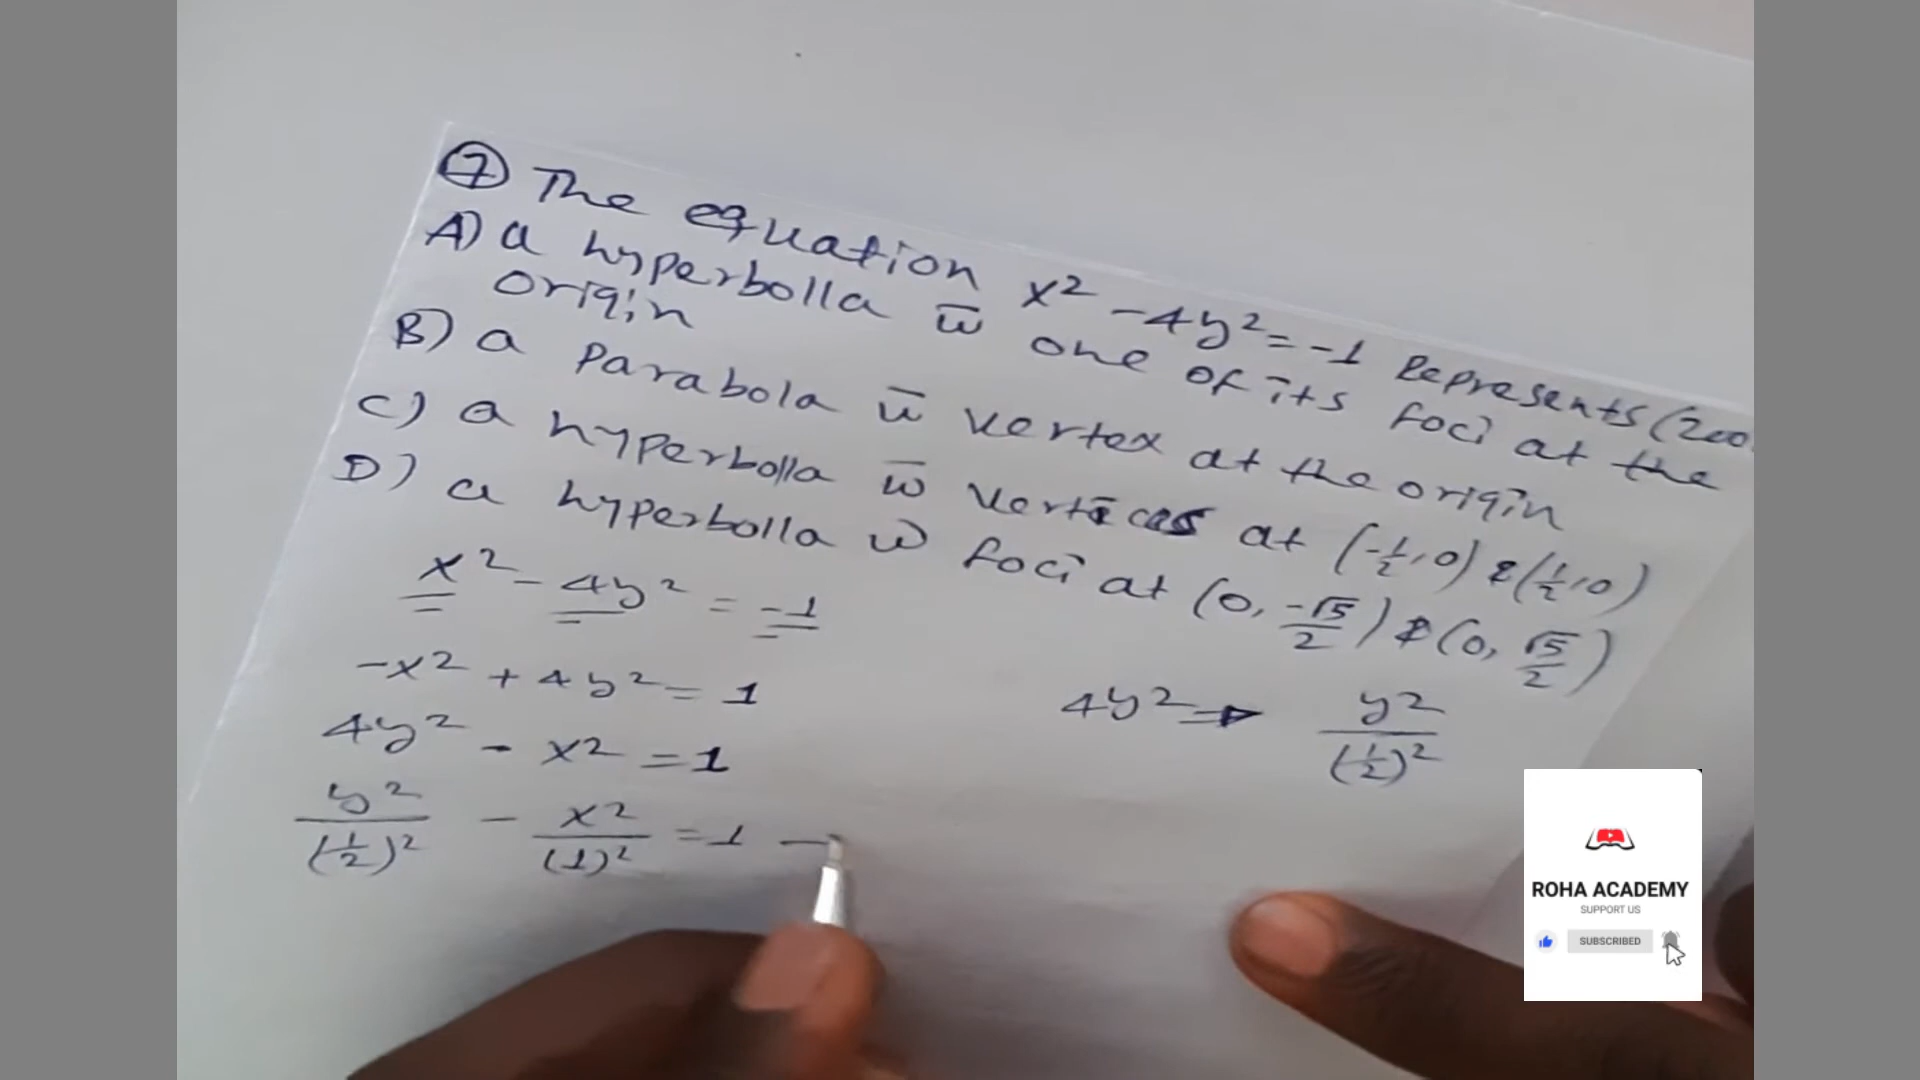 ⑦ The equation x² - 4y² = -1 Represents (200
A) a hyperbolla w̄ one of its foci at the
origin
B) a parabola w̄ vertex at the origin
C) a hyperbolla w̄ vertices at (-1/2, 0) & (1/2, 0)
D) a hyperbolla w̄ foci at (0, -√5/2) & (0, √5/2)
x² - 4y² = -1
-x² + 4y² = 1
4y² - x² = 1
y²/(1/2)² - x²/(1)² = 1 -
4y² ⇒ y²/(1/2)²
ROHA ACADEMY
SUPPORT US
SUBSCRIBED